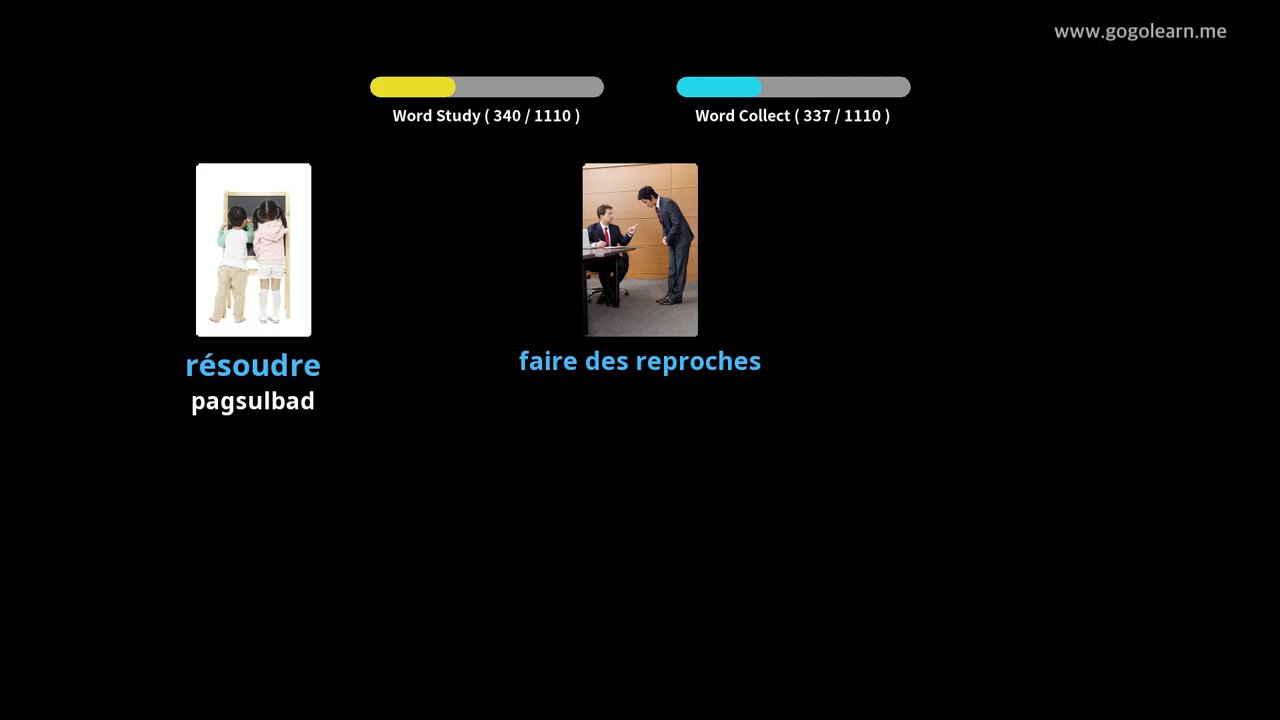 www.gogolearn.me
Word Study ( 340 / 1110 )
Word Collect ( 337 / 1110 )
résoudre
pagsulbad
faire des reproches